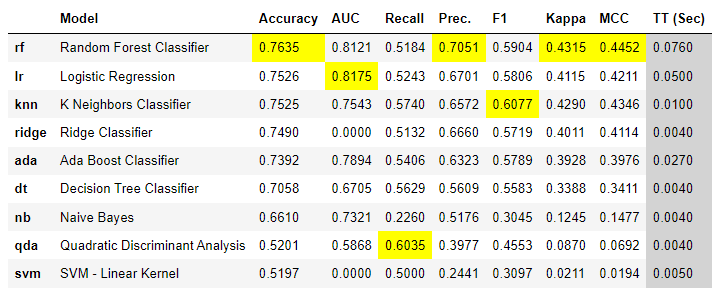 Model Accuracy AUC Recall Prec. F1 Kappa MCC TT (Sec)
rf Random Forest Classifier 0.7635 0.8121 0.5184 0.7051 0.5904 0.4315 0.4452 0.0760
lr Logistic Regression 0.7526 0.8175 0.5243 0.6701 0.5806 0.4115 0.4211 0.0500
knn K Neighbors Classifier 0.7525 0.7543 0.5740 0.6572 0.6077 0.4290 0.4346 0.0100
ridge Ridge Classifier 0.7490 0.0000 0.5132 0.6660 0.5719 0.4011 0.4114 0.0040
ada Ada Boost Classifier 0.7392 0.7894 0.5406 0.6323 0.5789 0.3928 0.3976 0.0270
dt Decision Tree Classifier 0.7058 0.6705 0.5629 0.5609 0.5583 0.3388 0.3411 0.0040
nb Naive Bayes 0.6610 0.7321 0.2260 0.5176 0.3045 0.1245 0.1477 0.0040
qda Quadratic Discriminant Analysis 0.5201 0.5868 0.6035 0.3977 0.4553 0.0870 0.0692 0.0040
svm SVM - Linear Kernel 0.5197 0.0000 0.5000 0.2441 0.3097 0.0211 0.0194 0.0050